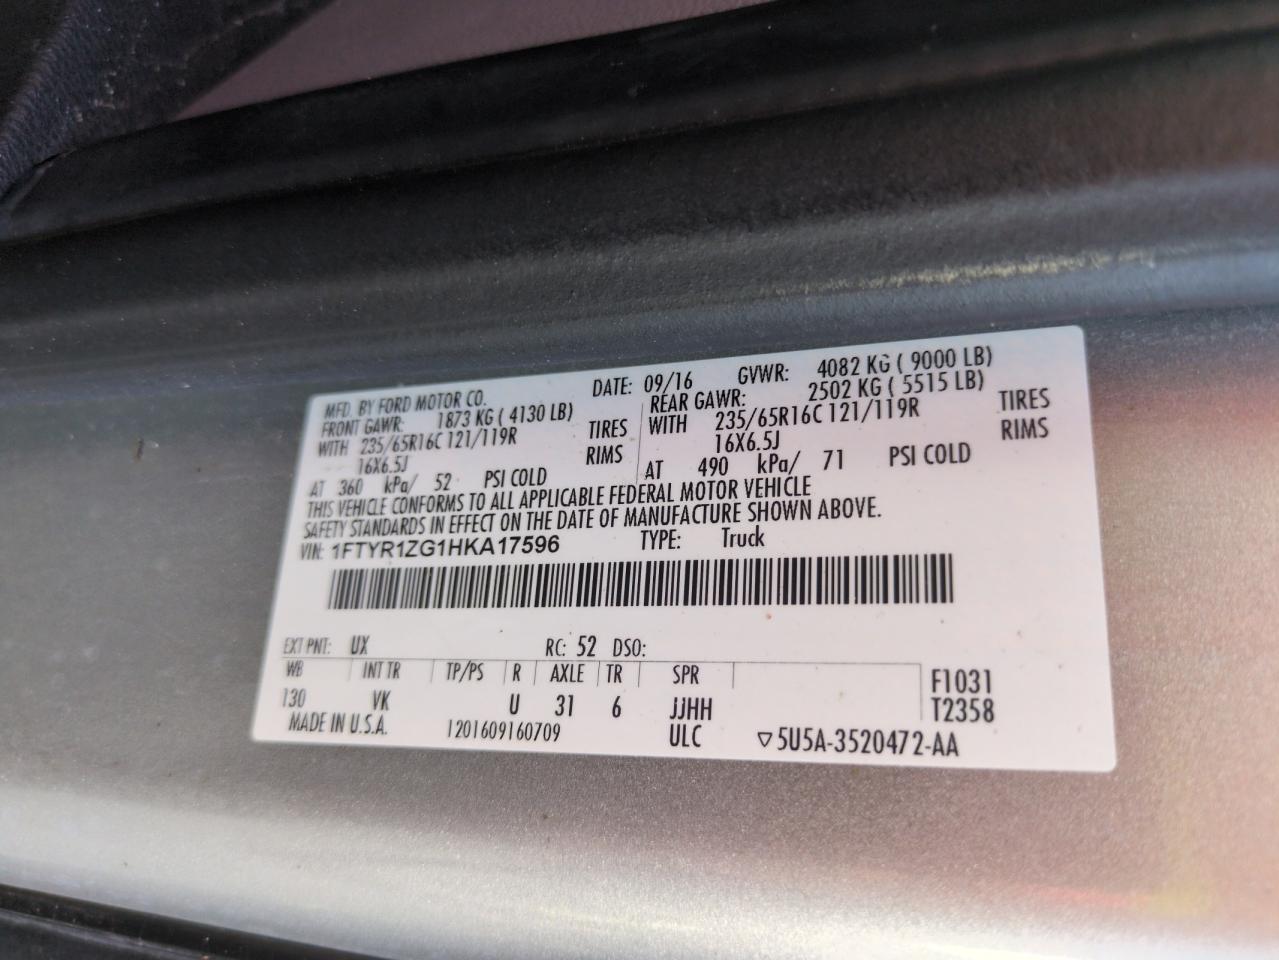 MFD. BY FORD MOTOR CO. DATE: 09/16 GVWR: 4082 KG ( 9000 LB)
FRONT GAWR: 1873 KG ( 4130 LB) REAR GAWR: 2502 KG ( 5515 LB)
WITH 235/65R16C 121/119R TIRES WITH 235/65R16C 121/119R TIRES
16X6.5J RIMS 16X6.5J RIMS
AT 360 kPa/ 52 PSI COLD AT 490 kPa/ 71 PSI COLD
THIS VEHICLE CONFORMS TO ALL APPLICABLE FEDERAL MOTOR VEHICLE
SAFETY STANDARDS IN EFFECT ON THE DATE OF MANUFACTURE SHOWN ABOVE.
VIN: 1FTYR1ZG1HKA17596 TYPE: Truck
EXT PNT: UX RC: 52 DSO:
WB INT TR TP/PS R AXLE TR SPR F1031
130 VK U 31 6 JJHH T2358
MADE IN U.S.A. 1201609160709 ULC ▽5U5A-3520472-AA